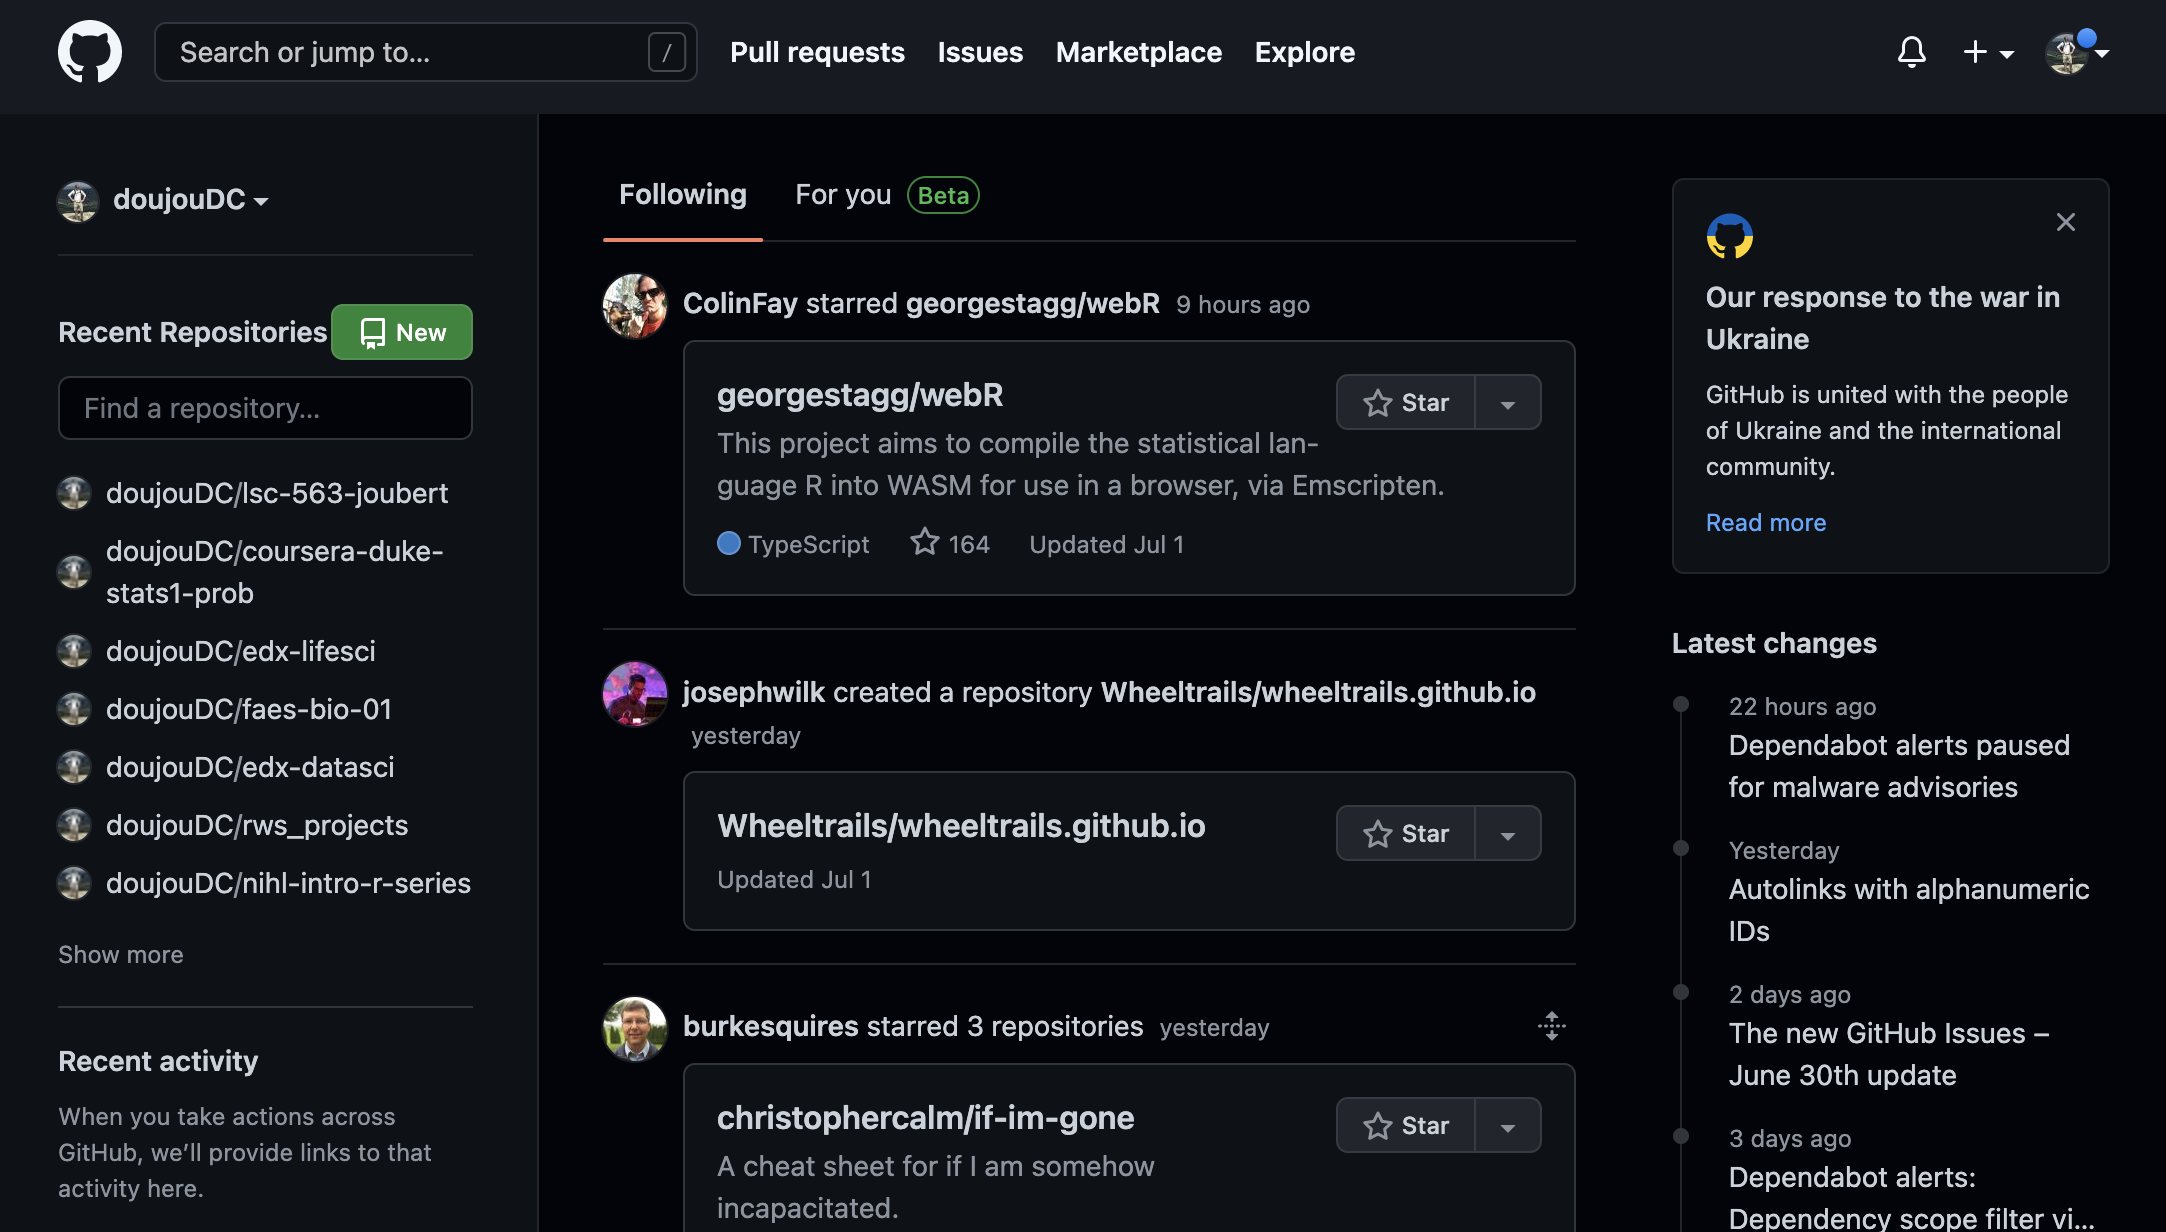 Search or jump to...
/
Pull requests
Issues
Marketplace
Explore
doujouDC
Recent Repositories
New
Find a repository...
doujouDC/lsc-563-joubert
doujouDC/coursera-duke-
stats1-prob
doujouDC/edx-lifesci
doujouDC/faes-bio-01
doujouDC/edx-datasci
doujouDC/rws_projects
doujouDC/nihl-intro-r-series
Show more
Recent activity
When you take actions across
GitHub, we’ll provide links to that
activity here.
Following
For you
Beta
ColinFay starred georgestagg/webR 9 hours ago
georgestagg/webR
Star
This project aims to compile the statistical lan-
guage R into WASM for use in a browser, via Emscripten.
TypeScript
164
Updated Jul 1
josephwilk created a repository Wheeltrails/wheeltrails.github.io
yesterday
Wheeltrails/wheeltrails.github.io
Star
Updated Jul 1
burkesquires starred 3 repositories yesterday
christophercalm/if-im-gone
Star
A cheat sheet for if I am somehow
incapacitated.
Our response to the war in
Ukraine
GitHub is united with the people
of Ukraine and the international
community.
Read more
Latest changes
22 hours ago
Dependabot alerts paused
for malware advisories
Yesterday
Autolinks with alphanumeric
IDs
2 days ago
The new GitHub Issues –
June 30th update
3 days ago
Dependabot alerts:
Dependency scope filter vi...